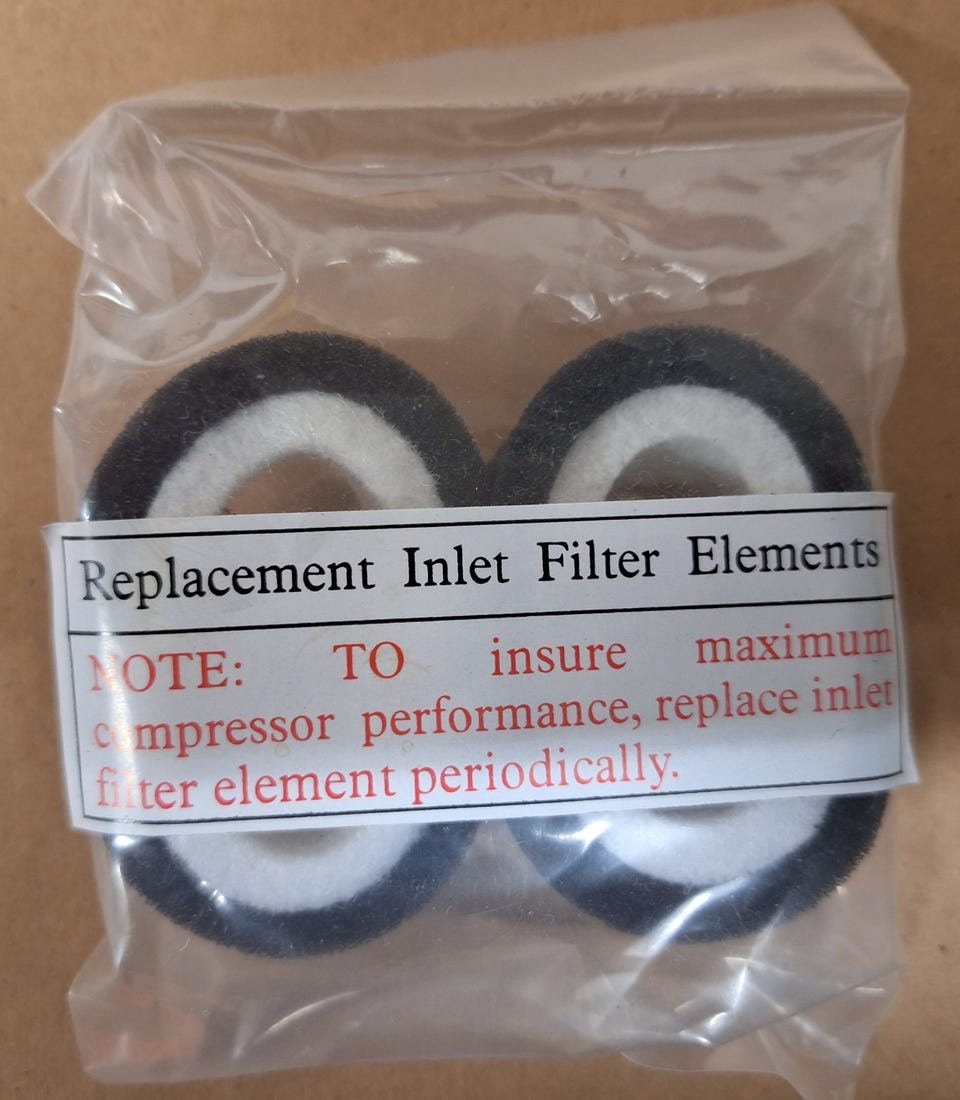 Replacement Inlet Filter Elements
NOTE: TO insure maximum
compressor performance, replace inlet
filter element periodically.